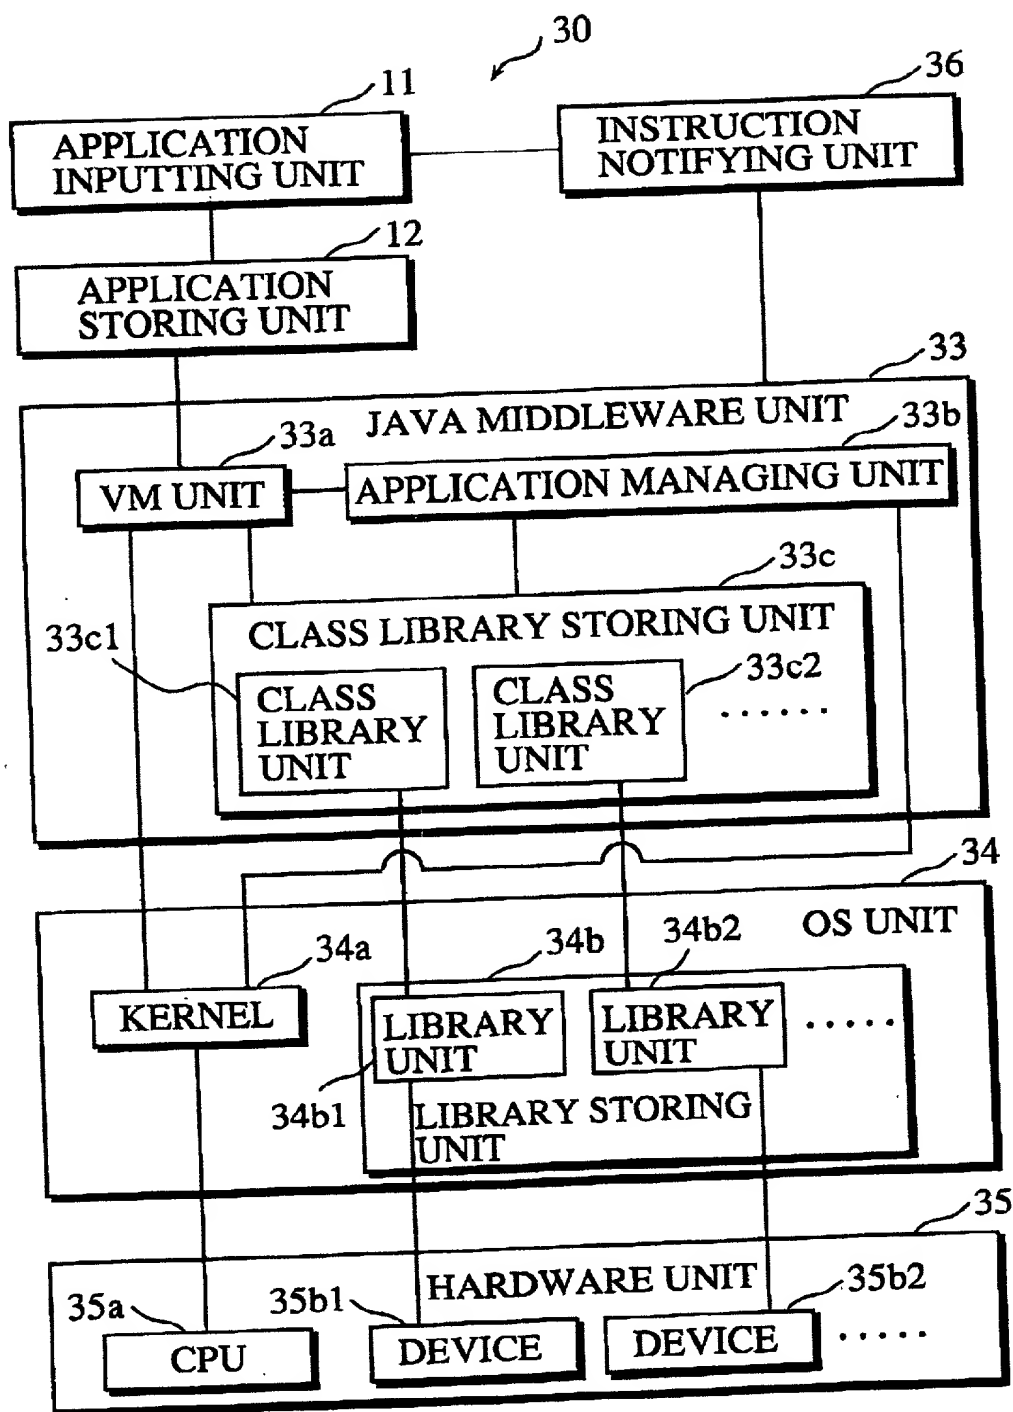 30
11
36
APPLICATION
INPUTTING UNIT
INSTRUCTION
NOTIFYING UNIT
12
APPLICATION
STORING UNIT
33
JAVA MIDDLEWARE UNIT
33a
33b
VM UNIT
APPLICATION MANAGING UNIT
33c
CLASS LIBRARY STORING UNIT
33c1
33c2
CLASS
LIBRARY
UNIT
CLASS
LIBRARY
UNIT
......
34
OS UNIT
34a
34b
34b2
KERNEL
LIBRARY
UNIT
LIBRARY
UNIT
.....
34b1
LIBRARY STORING
UNIT
35
HARDWARE UNIT
35a
35b1
35b2
CPU
DEVICE
DEVICE
.....